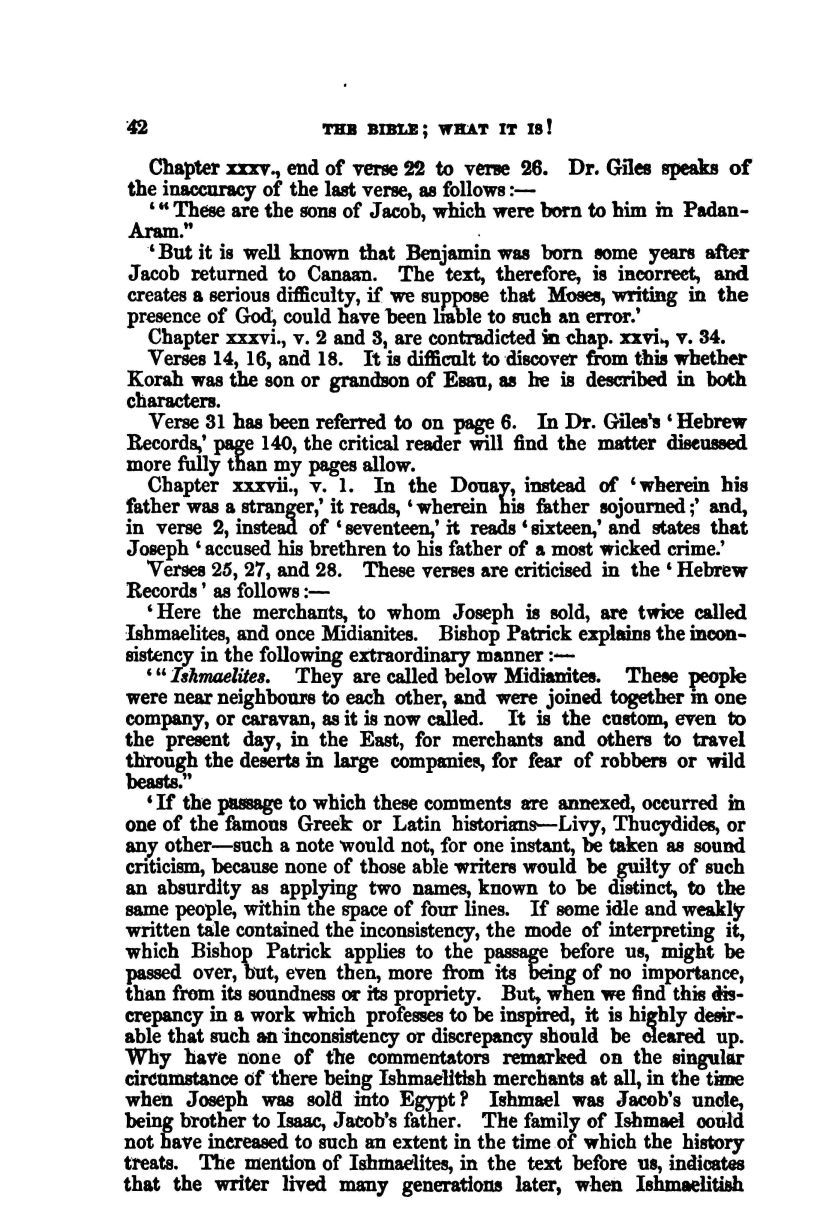 42 THE BIBLE; WHAT IT IS!
Chapter xxxv., end of verse 22 to verse 26. Dr. Giles speaks of
the inaccuracy of the last verse, as follows:—
‘“These are the sons of Jacob, which were born to him in Padan-
Aram.”
‘But it is well known that Benjamin was born some years after
Jacob returned to Canaan. The text, therefore, is incorrect, and
creates a serious difficulty, if we suppose that Moses, writing in the
presence of God, could have been liable to such an error.’
Chapter xxxvi., v. 2 and 3, are contradicted in chap. xxvi., v. 34.
Verses 14, 16, and 18. It is difficult to discover from this whether
Korah was the son or grandson of Esau, as he is described in both
characters.
Verse 31 has been referred to on page 6. In Dr. Giles's ‘Hebrew
Records,’ page 140, the critical reader will find the matter discussed
more fully than my pages allow.
Chapter xxxvii., v. 1. In the Douay, instead of ‘wherein his
father was a stranger,’ it reads, ‘wherein his father sojourned;’ and,
in verse 2, instead of ‘seventeen,’ it reads ‘sixteen,’ and states that
Joseph ‘accused his brethren to his father of a most wicked crime.’
Verses 25, 27, and 28. These verses are criticised in the ‘Hebrew
Records’ as follows:—
‘Here the merchants, to whom Joseph is sold, are twice called
Ishmaelites, and once Midianites. Bishop Patrick explains the incon-
sistency in the following extraordinary manner:—
‘“Ishmaelites. They are called below Midianites. These people
were near neighbours to each other, and were joined together in one
company, or caravan, as it is now called. It is the custom, even to
the present day, in the East, for merchants and others to travel
through the deserts in large companies, for fear of robbers or wild
beasts.”
‘If the passage to which these comments are annexed, occurred in
one of the famous Greek or Latin historians—Livy, Thucydides, or
any other—such a note would not, for one instant, be taken as sound
criticism, because none of those able writers would be guilty of such
an absurdity as applying two names, known to be distinct, to the
same people, within the space of four lines. If some idle and weakly
written tale contained the inconsistency, the mode of interpreting it,
which Bishop Patrick applies to the passage before us, might be
passed over, but, even then, more from its being of no importance,
than from its soundness or its propriety. But, when we find this dis-
crepancy in a work which professes to be inspired, it is highly desir-
able that such an inconsistency or discrepancy should be cleared up.
Why have none of the commentators remarked on the singular
circumstance of there being Ishmaelitish merchants at all, in the time
when Joseph was sold into Egypt? Ishmael was Jacob's uncle,
being brother to Isaac, Jacob's father. The family of Ishmael could
not have increased to such an extent in the time of which the history
treats. The mention of Ishmaelites, in the text before us, indicates
that the writer lived many generations later, when Ishmaelitish